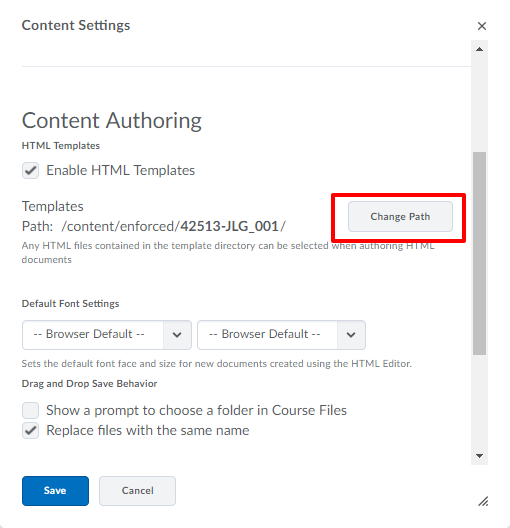 Content Settings
Content Authoring
HTML Templates
Enable HTML Templates
Templates
Path: /content/enforced/42513-JLG_001/
Change Path
Any HTML files contained in the template directory can be selected when authoring HTML
documents
Default Font Settings
-- Browser Default -- -- Browser Default --
Sets the default font face and size for new documents created using the HTML Editor.
Drag and Drop Save Behavior
Show a prompt to choose a folder in Course Files
Replace files with the same name
Save Cancel